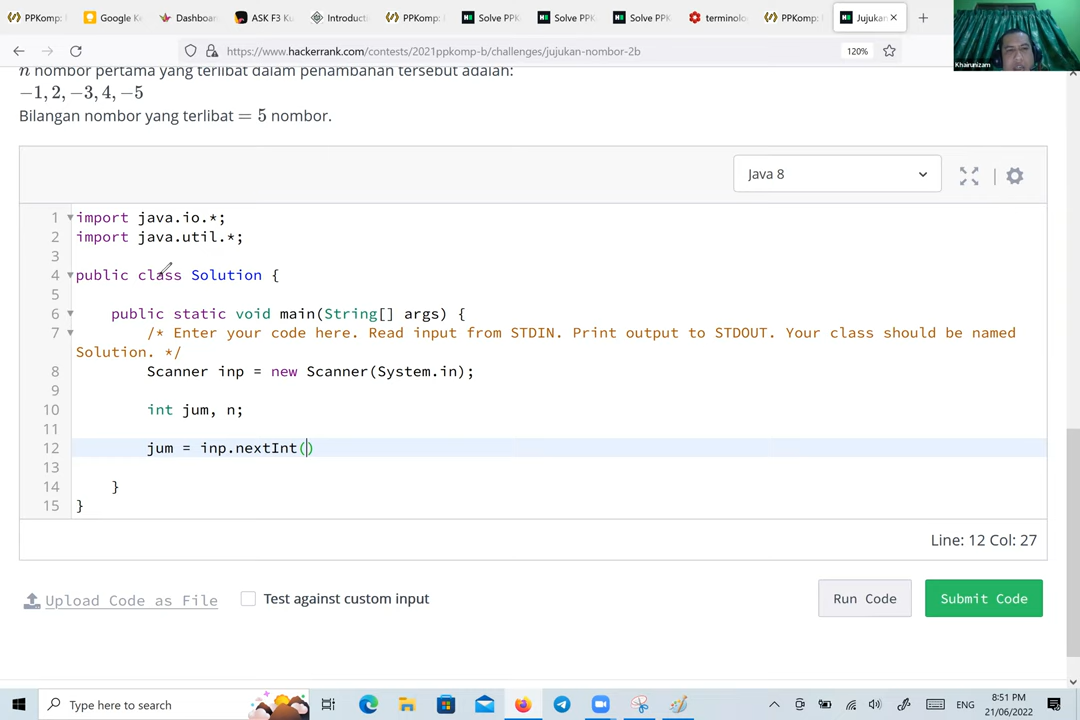 PPKomp:
Google K
Dashboar
ASK F3 K
Introducti
PPKomp:
Solve PPK
Solve PPK
Solve PPK
terminolo
PPKomp:
Jujukan
https://www.hackerrank.com/contests/2021ppkomp-b/challenges/jujukan-nombor-2b
120%
Khairunizam
n nombor pertama yang terlibat dalam penambahan tersebut adalah:
−1, 2, −3, 4, −5
Bilangan nombor yang terlibat = 5 nombor.
Java 8
1 import java.io.*;
2 import java.util.*;
3
4 public class Solution {
5
6 public static void main(String[] args) {
7 /* Enter your code here. Read input from STDIN. Print output to STDOUT. Your class should be named
Solution. */
8 Scanner inp = new Scanner(System.in);
9
10 int jum, n;
11
12 jum = inp.nextInt()
13
14 }
15 }
Line: 12 Col: 27
Upload Code as File
Test against custom input
Run Code
Submit Code
Type here to search
ENG
8:51 PM
21/06/2022